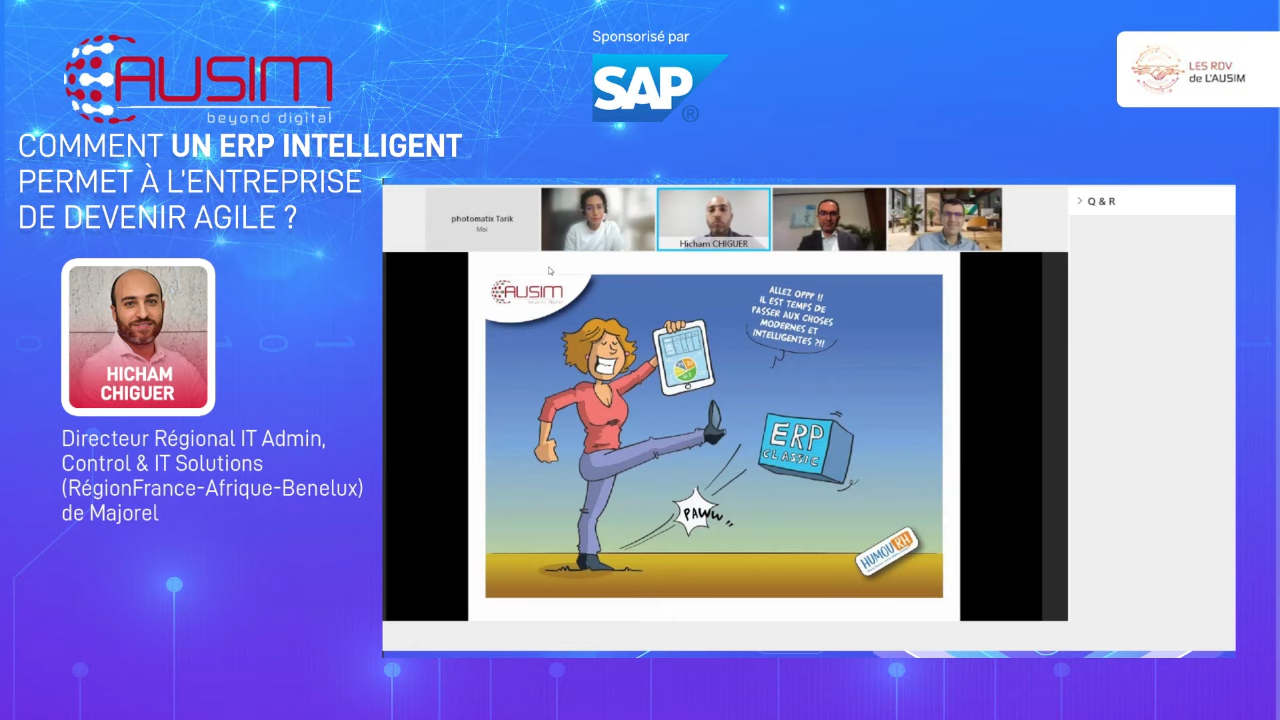 AUSIM
beyond digital
COMMENT UN ERP INTELLIGENT
PERMET À L'ENTREPRISE
DE DEVENIR AGILE ?
Sponsorisé par
SAP
®
LES RDV
de L'AUSIM
HICHAM
CHIGUER
Directeur Régional IT Admin,
Control & IT Solutions
(RégionFrance-Afrique-Benelux)
de Majorel
photomatix Tarik
Moi
Hicham CHIGUER
> Q & R
AUSIM
ALLEZ OPPP !!
IL EST TEMPS DE
PASSER AUX CHOSES
MODERNES ET
INTELLIGENTES ?!!
ERP
CLASSIC
PAWW
HUMOURH